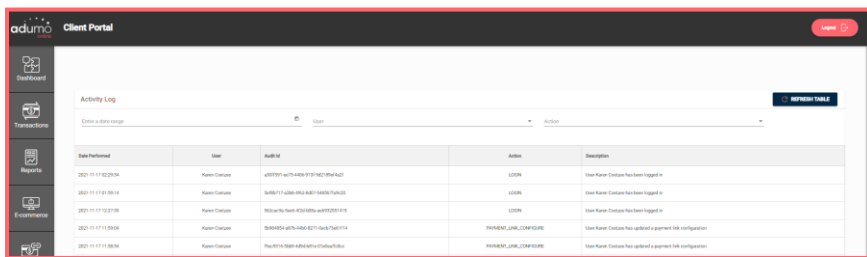 adumo
online
Client Portal
Logout
Dashboard
Transactions
Reports
E-commerce
Activity Log
REFRESH TABLE
Enter a date range
User
Action
Date Performed User Audit Id Action Description
2021-11-17 02:29:34 Karen Coetzee LOGIN User Karen Coetzee has been logged in
2021-11-17 01:59:14 Karen Coetzee LOGIN User Karen Coetzee has been logged in
2021-11-17 12:27:20 Karen Coetzee LOGIN User Karen Coetzee has been logged in
2021-11-17 11:59:04 Karen Coetzee PAYMENT_LINK_CONFIGURE User Karen Coetzee has updated a payment link configuration
2021-11-17 11:58:54 Karen Coetzee PAYMENT_LINK_CONFIGURE User Karen Coetzee has updated a payment link configuration